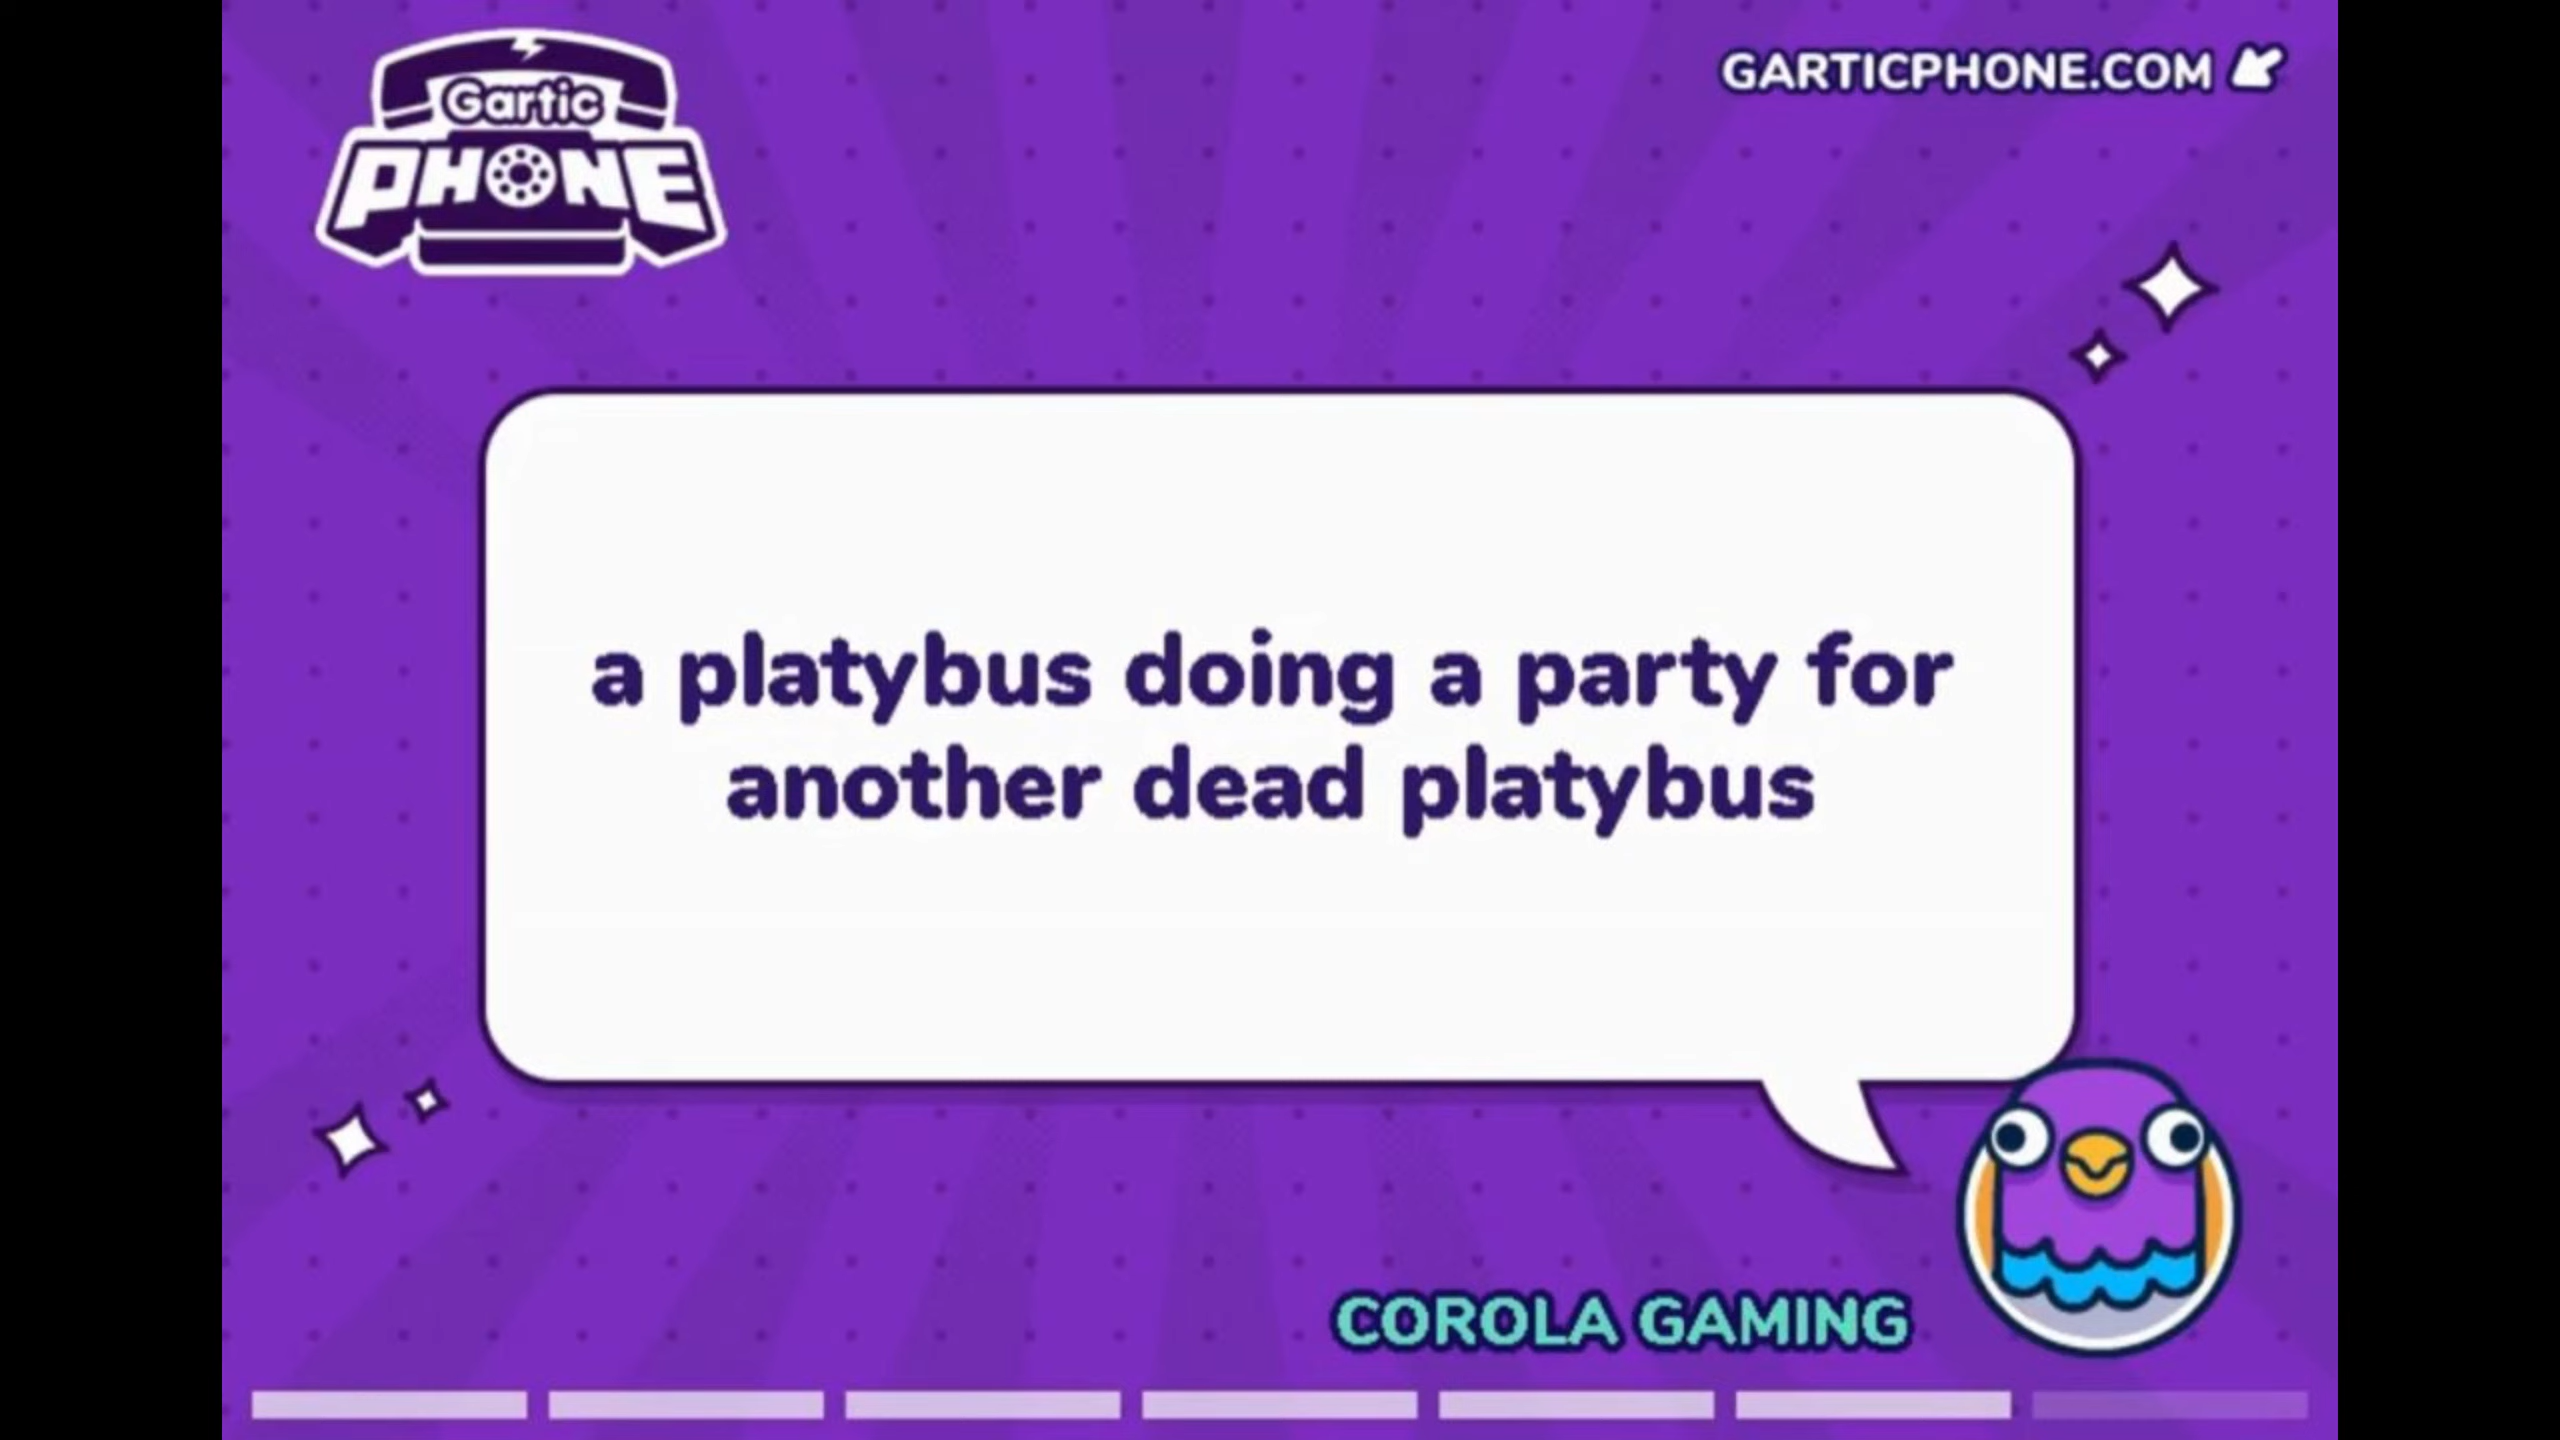 Gartic
PHONE
GARTICPHONE.COM
a platybus doing a party for
another dead platybus
COROLA GAMING